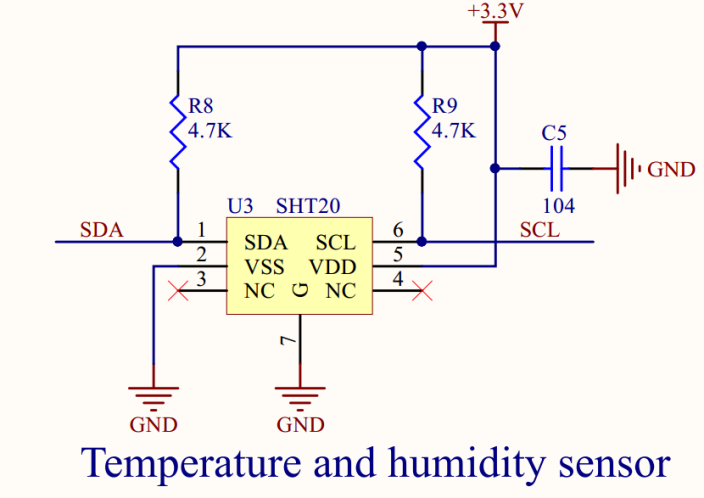 +3.3V
R8
4.7K
R9
4.7K
C5
GND
104
U3 SHT20
SDA
1
6
SCL
SDA SCL
2
5
VSS VDD
3
4
NC G NC
7
GND
GND
Temperature and humidity sensor